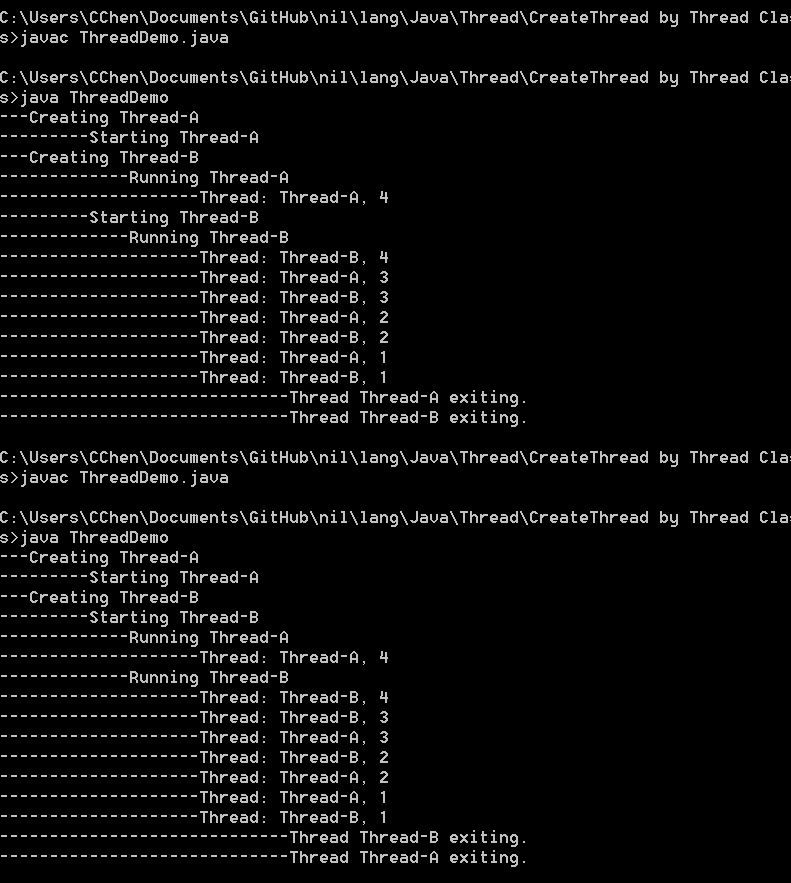 C:\Users\CChen\Documents\GitHub\nil\lang\Java\Thread\CreateThread by Thread Clas
s>javac ThreadDemo.java
C:\Users\CChen\Documents\GitHub\nil\lang\Java\Thread\CreateThread by Thread Clas
s>java ThreadDemo
---Creating Thread-A
---------Starting Thread-A
---Creating Thread-B
-------------Running Thread-A
--------------------Thread: Thread-A, 4
---------Starting Thread-B
-------------Running Thread-B
--------------------Thread: Thread-B, 4
--------------------Thread: Thread-A, 3
--------------------Thread: Thread-B, 3
--------------------Thread: Thread-A, 2
--------------------Thread: Thread-B, 2
--------------------Thread: Thread-A, 1
--------------------Thread: Thread-B, 1
-----------------------------Thread Thread-A exiting.
-----------------------------Thread Thread-B exiting.
C:\Users\CChen\Documents\GitHub\nil\lang\Java\Thread\CreateThread by Thread Clas
s>javac ThreadDemo.java
C:\Users\CChen\Documents\GitHub\nil\lang\Java\Thread\CreateThread by Thread Clas
s>java ThreadDemo
---Creating Thread-A
---------Starting Thread-A
---Creating Thread-B
---------Starting Thread-B
-------------Running Thread-A
--------------------Thread: Thread-A, 4
-------------Running Thread-B
--------------------Thread: Thread-B, 4
--------------------Thread: Thread-B, 3
--------------------Thread: Thread-A, 3
--------------------Thread: Thread-B, 2
--------------------Thread: Thread-A, 2
--------------------Thread: Thread-A, 1
--------------------Thread: Thread-B, 1
-----------------------------Thread Thread-B exiting.
-----------------------------Thread Thread-A exiting.